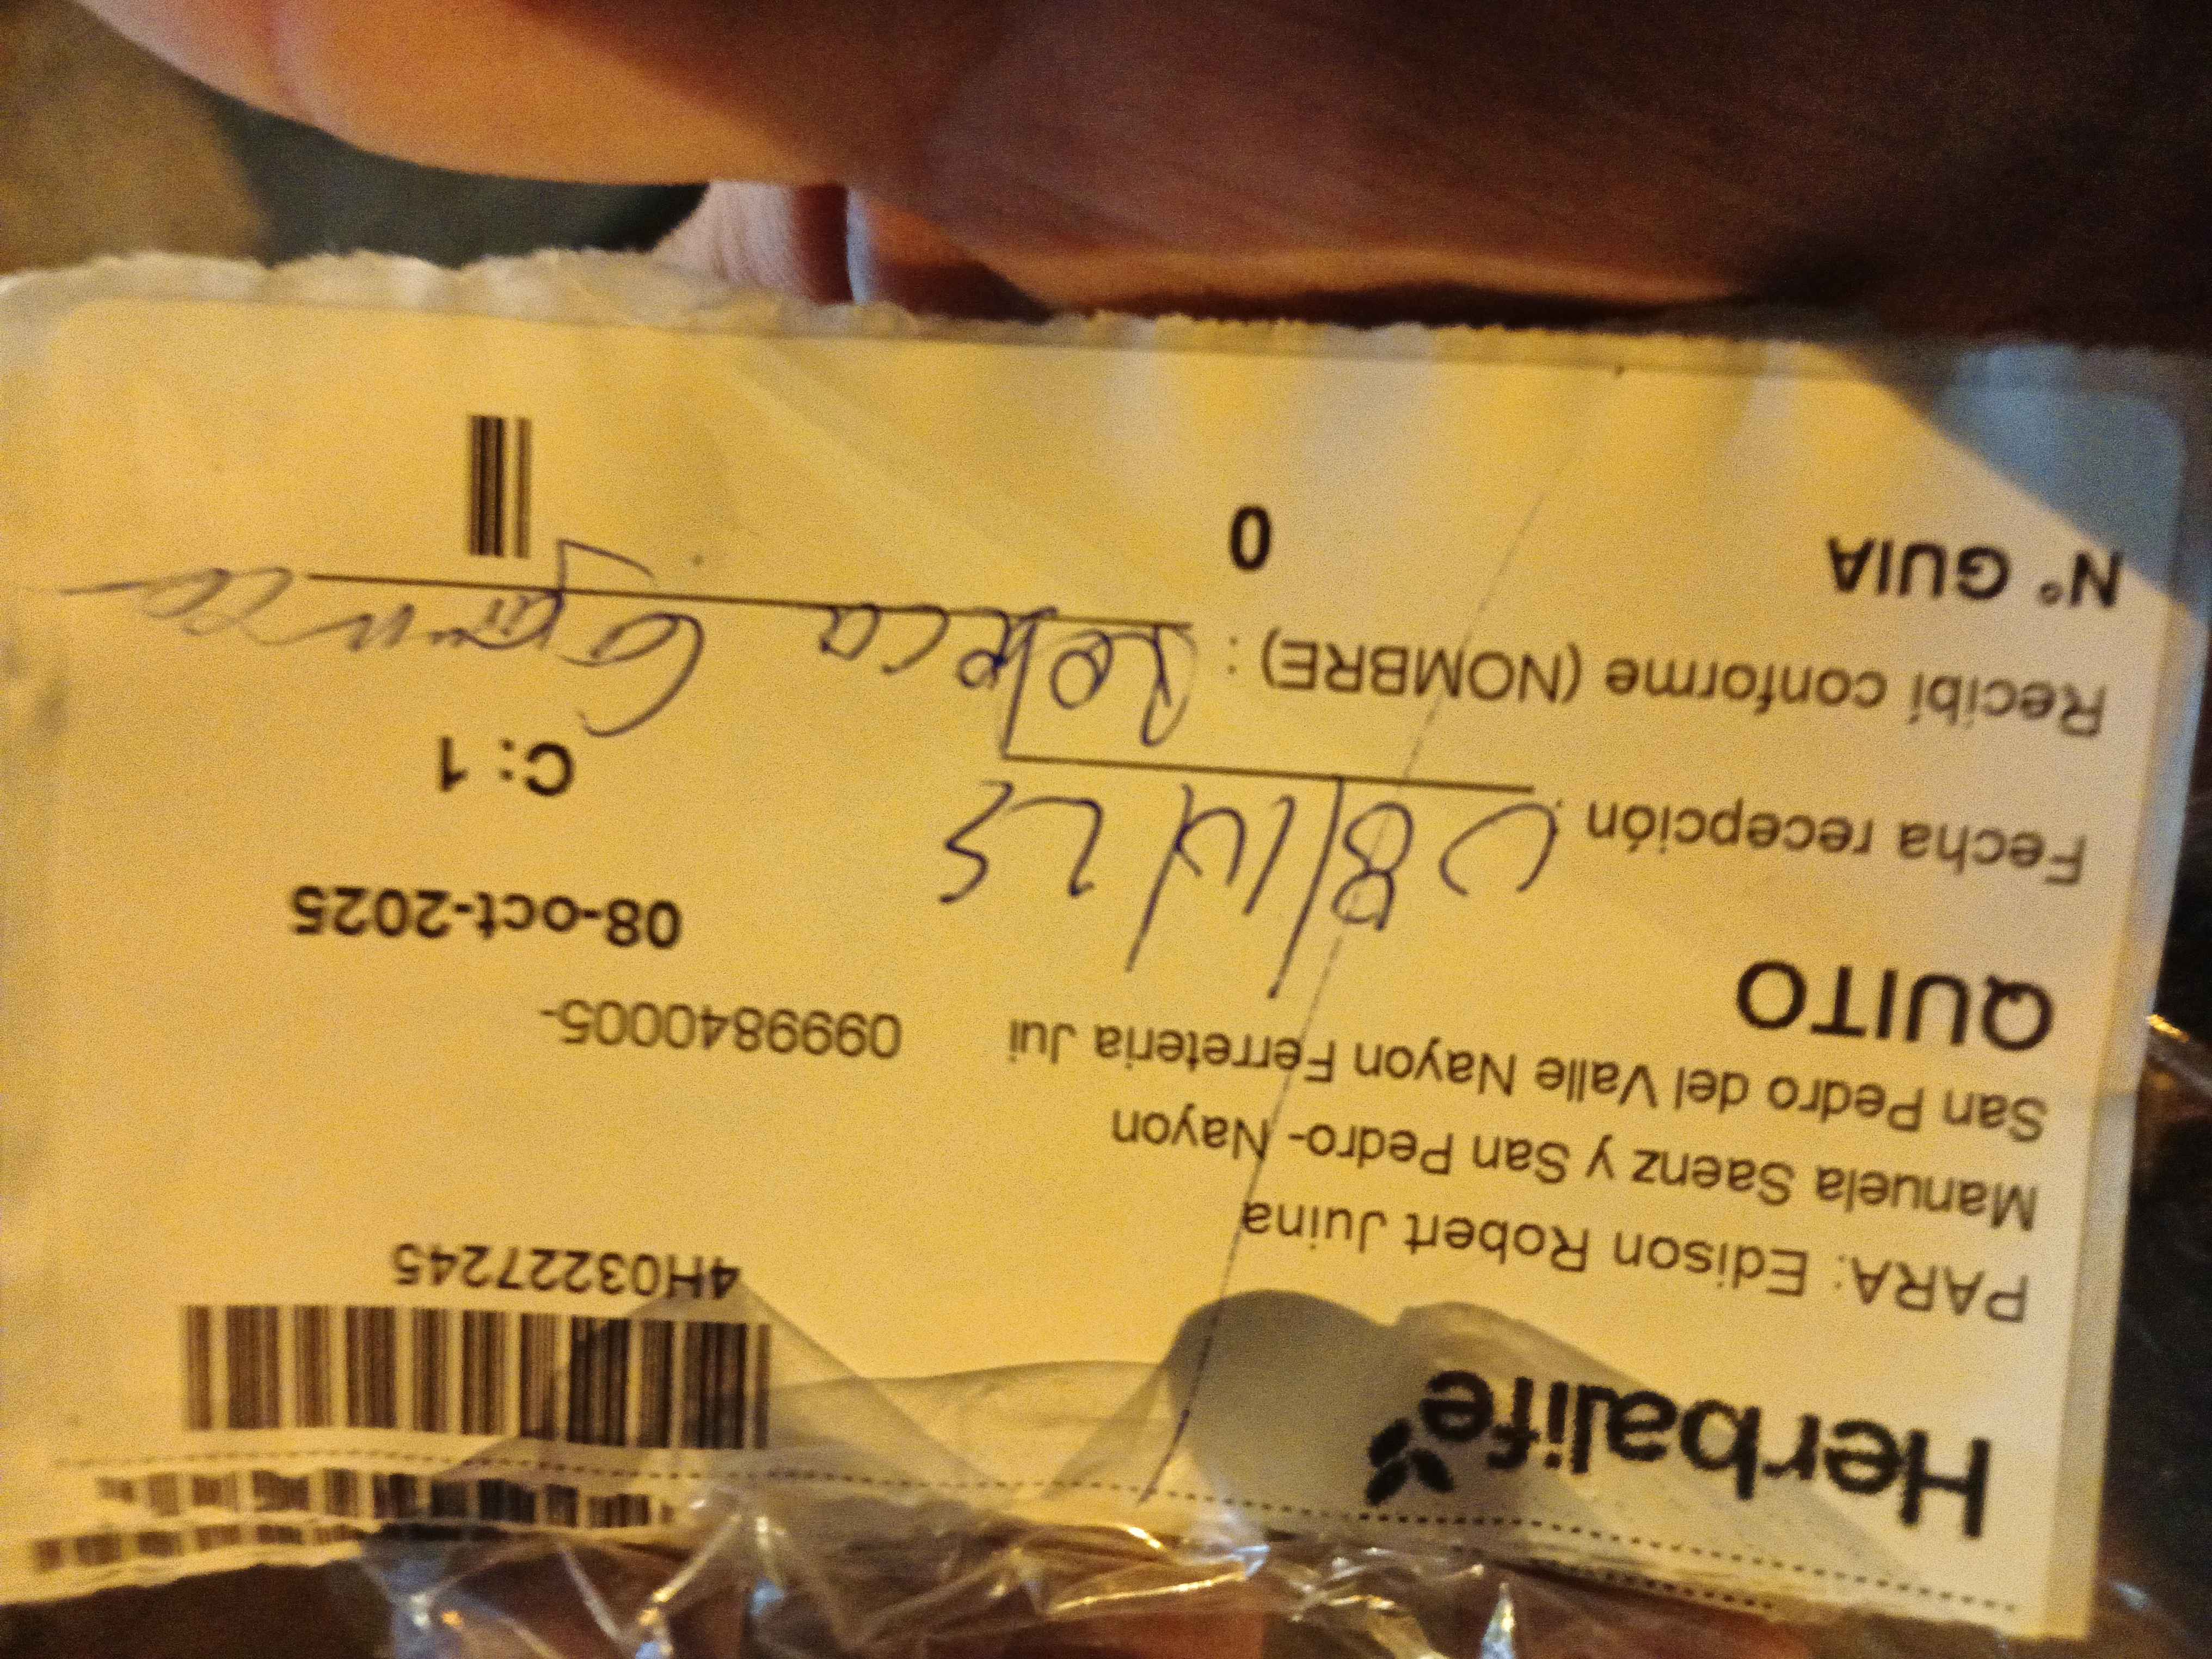 Herbalife
4H03227245
PARA: Edison Robert Juina
Manuela Saenz y San Pedro- Nayon
San Pedro del Valle Nayon Ferreteria Jui
0999840005-
QUITO
08-oct-2025
Fecha recepción : 08/10/25
C: 1
Recibí conforme (NOMBRE) :
N° GUIA 0